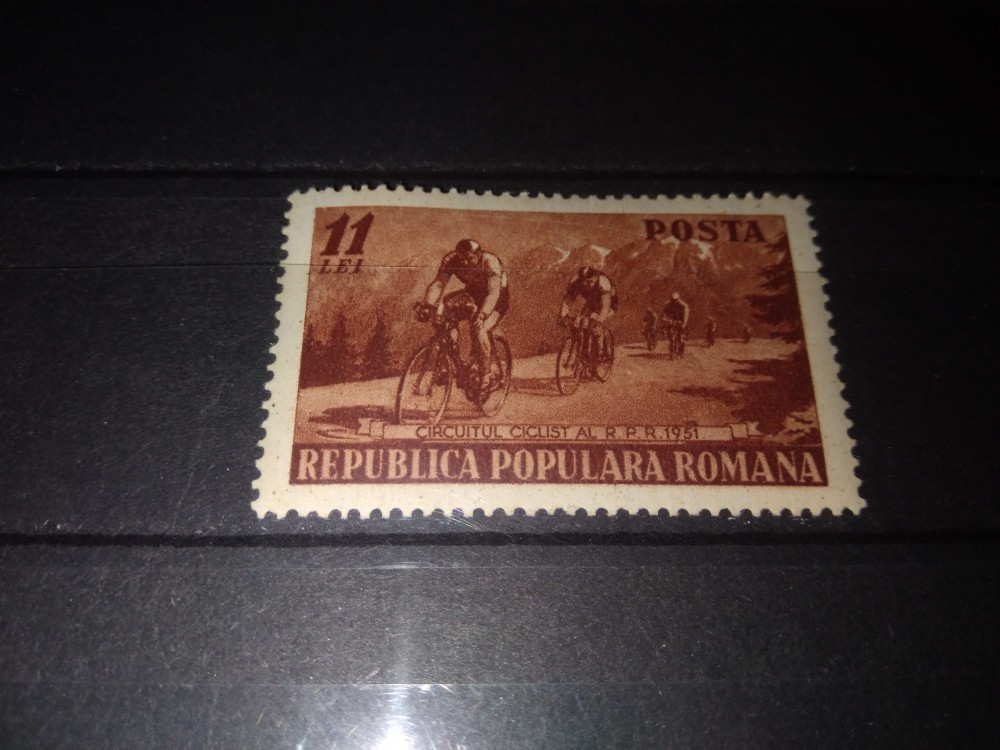 11 POSTA
LEI
CIRCUITUL CICLIST AL R.P.R. 1951
REPUBLICA POPULARA ROMANA